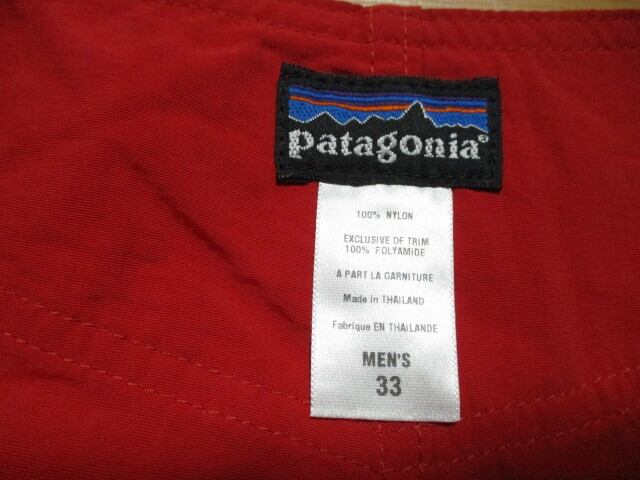 patagonia®
100% NYLON
EXCLUSIVE OF TRIM
100% POLYAMIDE
A PART LA GARNITURE
Made in THAILAND
Fabrique EN THAILANDE
MEN'S
33